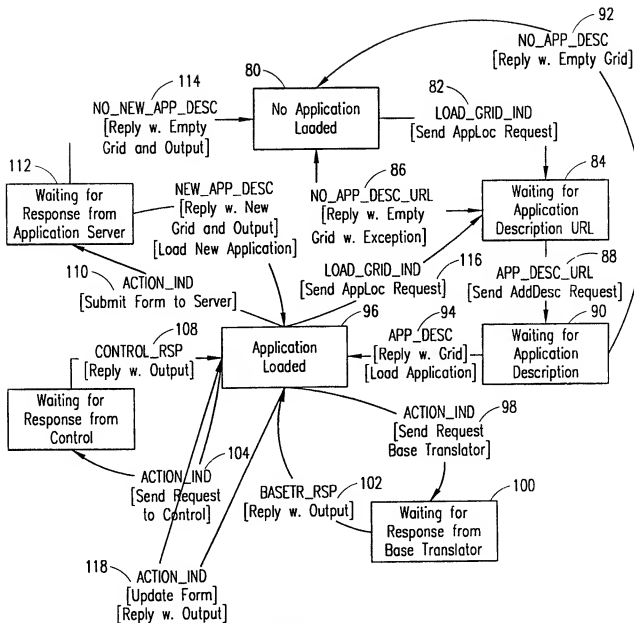 92
NO_APP_DESC
[Reply w. Empty Grid]
114
NO_NEW_APP_DESC
[Reply w. Empty
Grid and Output]
80
No Application
Loaded
82
LOAD_GRID_IND
[Send AppLoc Request]
112
Waiting for
Response from
Application Server
NEW_APP_DESC
[Reply w. New
Grid and Output]
[Load New Application]
86
NO_APP_DESC_URL
[Reply w. Empty
Grid w. Exception]
84
Waiting for
Application
Description URL
110
ACTION_IND
[Submit Form to Server]
LOAD_GRID_IND
[Send AppLoc Request]
116
APP_DESC_URL
88
[Send AddDesc Request]
108
CONTROL_RSP
[Reply w. Output]
96
Application
Loaded
94
APP_DESC
[Reply w. Grid]
[Load Application]
90
Waiting for
Application
Description
Waiting for
Response from
Control
ACTION_IND
104
[Send Request
to Control]
ACTION_IND
98
[Send Request
Base Translator]
BASETR_RSP
102
[Reply w. Output]
100
Waiting for
Response from
Base Translator
118
ACTION_IND
[Update Form]
[Reply w. Output]